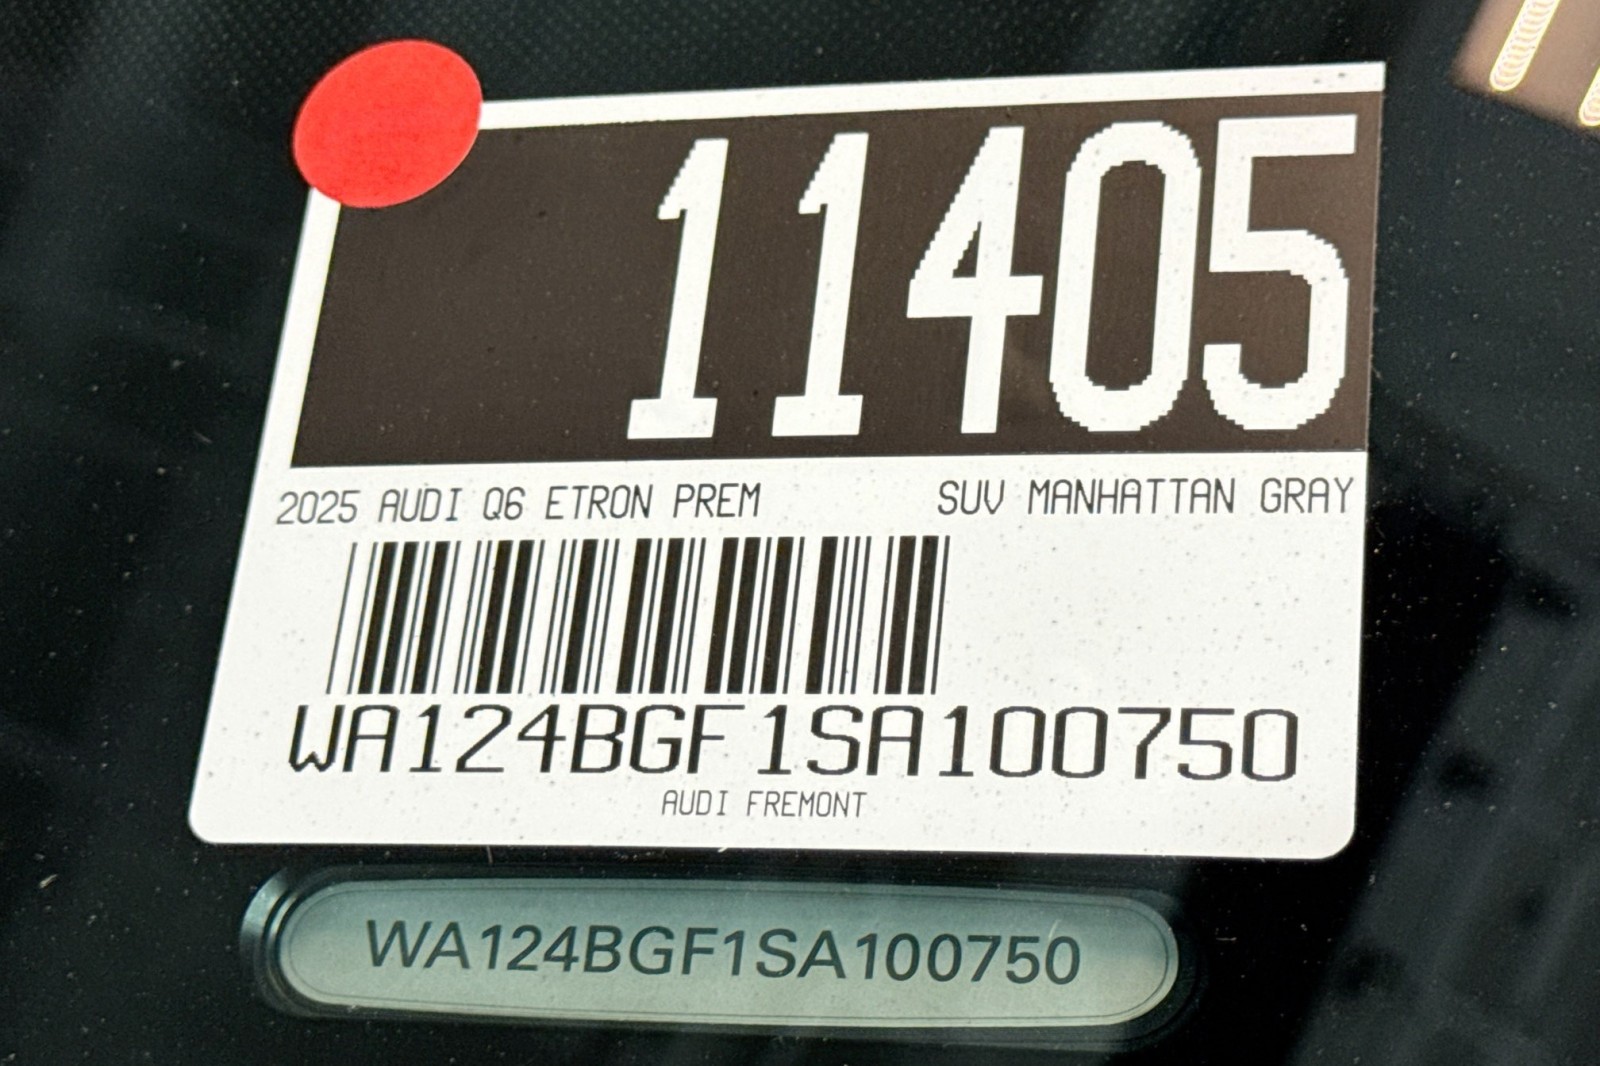 11405
2025 AUDI Q6 ETRON PREM SUV MANHATTAN GRAY
WA124BGF1SA100750
AUDI FREMONT
WA124BGF1SA100750